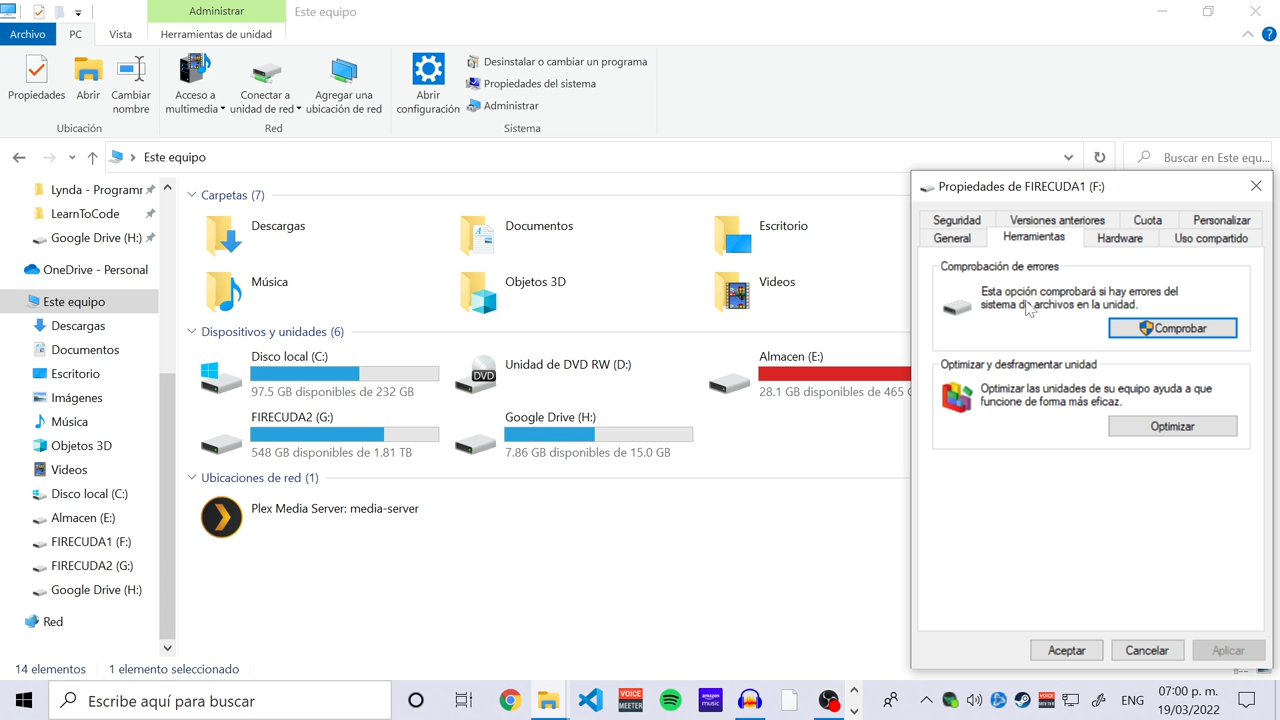 Administrar
Este equipo
Archivo
PC
Vista
Herramientas de unidad
Propiedades
Abrir
Cambiar nombre
Acceso a multimedia
Conectar a unidad de red
Agregar una ubicación de red
Abrir configuración
Desinstalar o cambiar un programa
Propiedades del sistema
Administrar
Ubicación
Red
Sistema
Este equipo
Buscar en Este equ...
Lynda - Programr
LearnToCode
Google Drive (H:)
OneDrive - Personal
Este equipo
Descargas
Documentos
Escritorio
Imágenes
Música
Objetos 3D
Videos
Disco local (C:)
Almacen (E:)
FIRECUDA1 (F:)
FIRECUDA2 (G:)
Google Drive (H:)
Red
Carpetas (7)
Descargas
Documentos
Escritorio
Música
Objetos 3D
Videos
Dispositivos y unidades (6)
Disco local (C:)
97.5 GB disponibles de 232 GB
Unidad de DVD RW (D:)
DVD
Almacen (E:)
28.1 GB disponibles de 465 G
FIRECUDA2 (G:)
548 GB disponibles de 1.81 TB
Google Drive (H:)
7.86 GB disponibles de 15.0 GB
Ubicaciones de red (1)
Plex Media Server: media-server
Propiedades de FIRECUDA1 (F:)
Seguridad
Versiones anteriores
Cuota
Personalizar
General
Herramientas
Hardware
Uso compartido
Comprobación de errores
Esta opción comprobará si hay errores del
sistema de archivos en la unidad.
Comprobar
Optimizar y desfragmentar unidad
Optimizar las unidades de su equipo ayuda a que
funcione de forma más eficaz.
Optimizar
Aceptar
Cancelar
Aplicar
14 elementos
1 elemento seleccionado
Escribe aquí para buscar
VOICE
MEETER
amazon
music
ENG
07:00 p. m.
19/03/2022